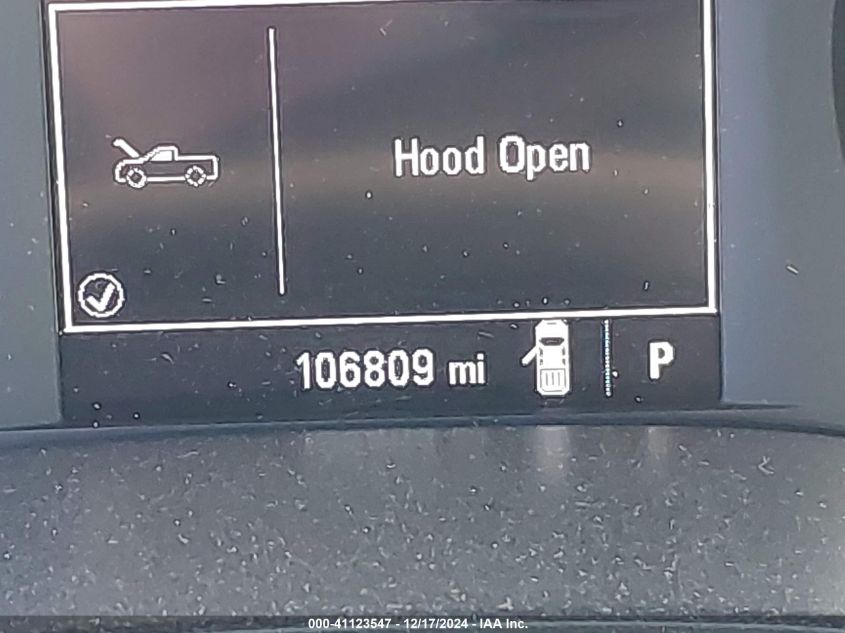 Hood Open
106809 mi
P
000-41123547 - 12/17/2024 - IAA Inc.